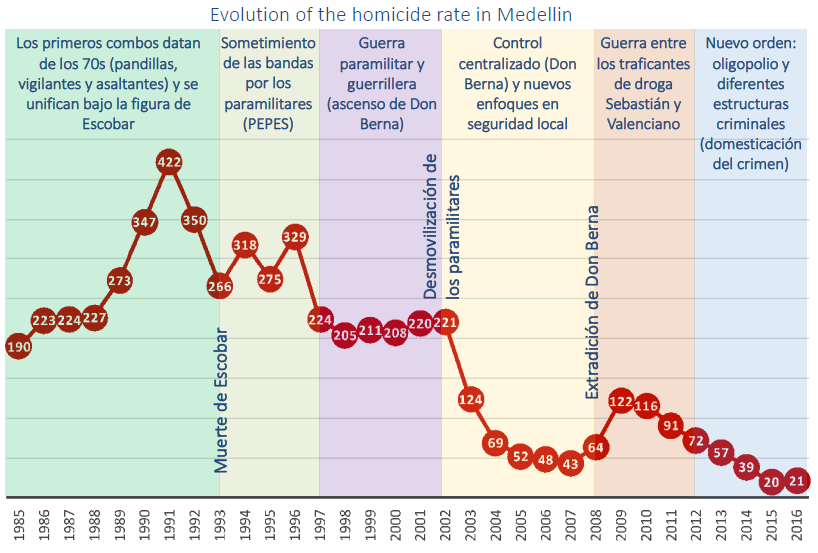 Evolution of the homicide rate in Medellin
Los primeros combos datan
de los 70s (pandillas,
vigilantes y asaltantes) y se
unifican bajo la figura de
Escobar
Sometimiento
de las bandas
por los
paramilitares
(PEPES)
Guerra
paramilitar y
guerrillera
(ascenso de Don
Berna)
Control
centralizado (Don
Berna) y nuevos
enfoques en
seguridad local
Guerra entre
los traficantes
de droga
Sebastián y
Valenciano
Nuevo orden:
oligopolio y
diferentes
estructuras
criminales
(domesticación
del crimen)
Muerte de Escobar
Desmovilización de
los paramilitares
Extradición de Don Berna
190
223
224
227
273
347
422
350
266
318
275
329
224
205
211
208
220
221
124
69
52
48
43
64
122
116
91
72
57
39
20
21
1985
1986
1987
1988
1989
1990
1991
1992
1993
1994
1995
1996
1997
1998
1999
2000
2001
2002
2003
2004
2005
2006
2007
2008
2009
2010
2011
2012
2013
2014
2015
2016